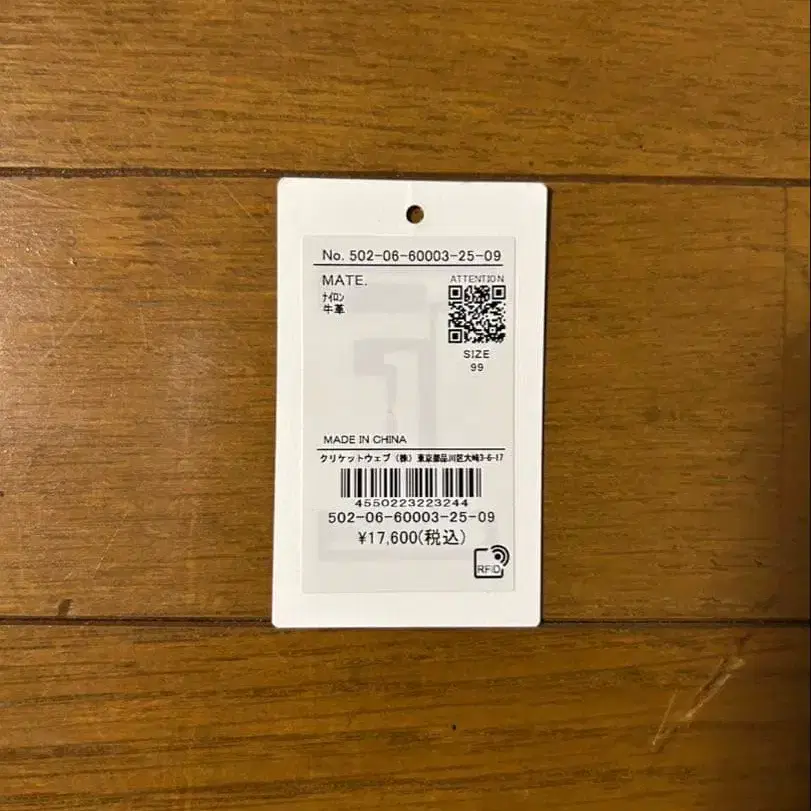 No. 502-06-60003-25-09
MATE.
ATTENTION
ﾅｲﾛﾝ
牛革
SIZE
99
MADE IN CHINA
クリケットウェブ（株）東京都品川区大崎3-6-17
4550223223244
502-06-60003-25-09
¥17,600(税込)
RFID